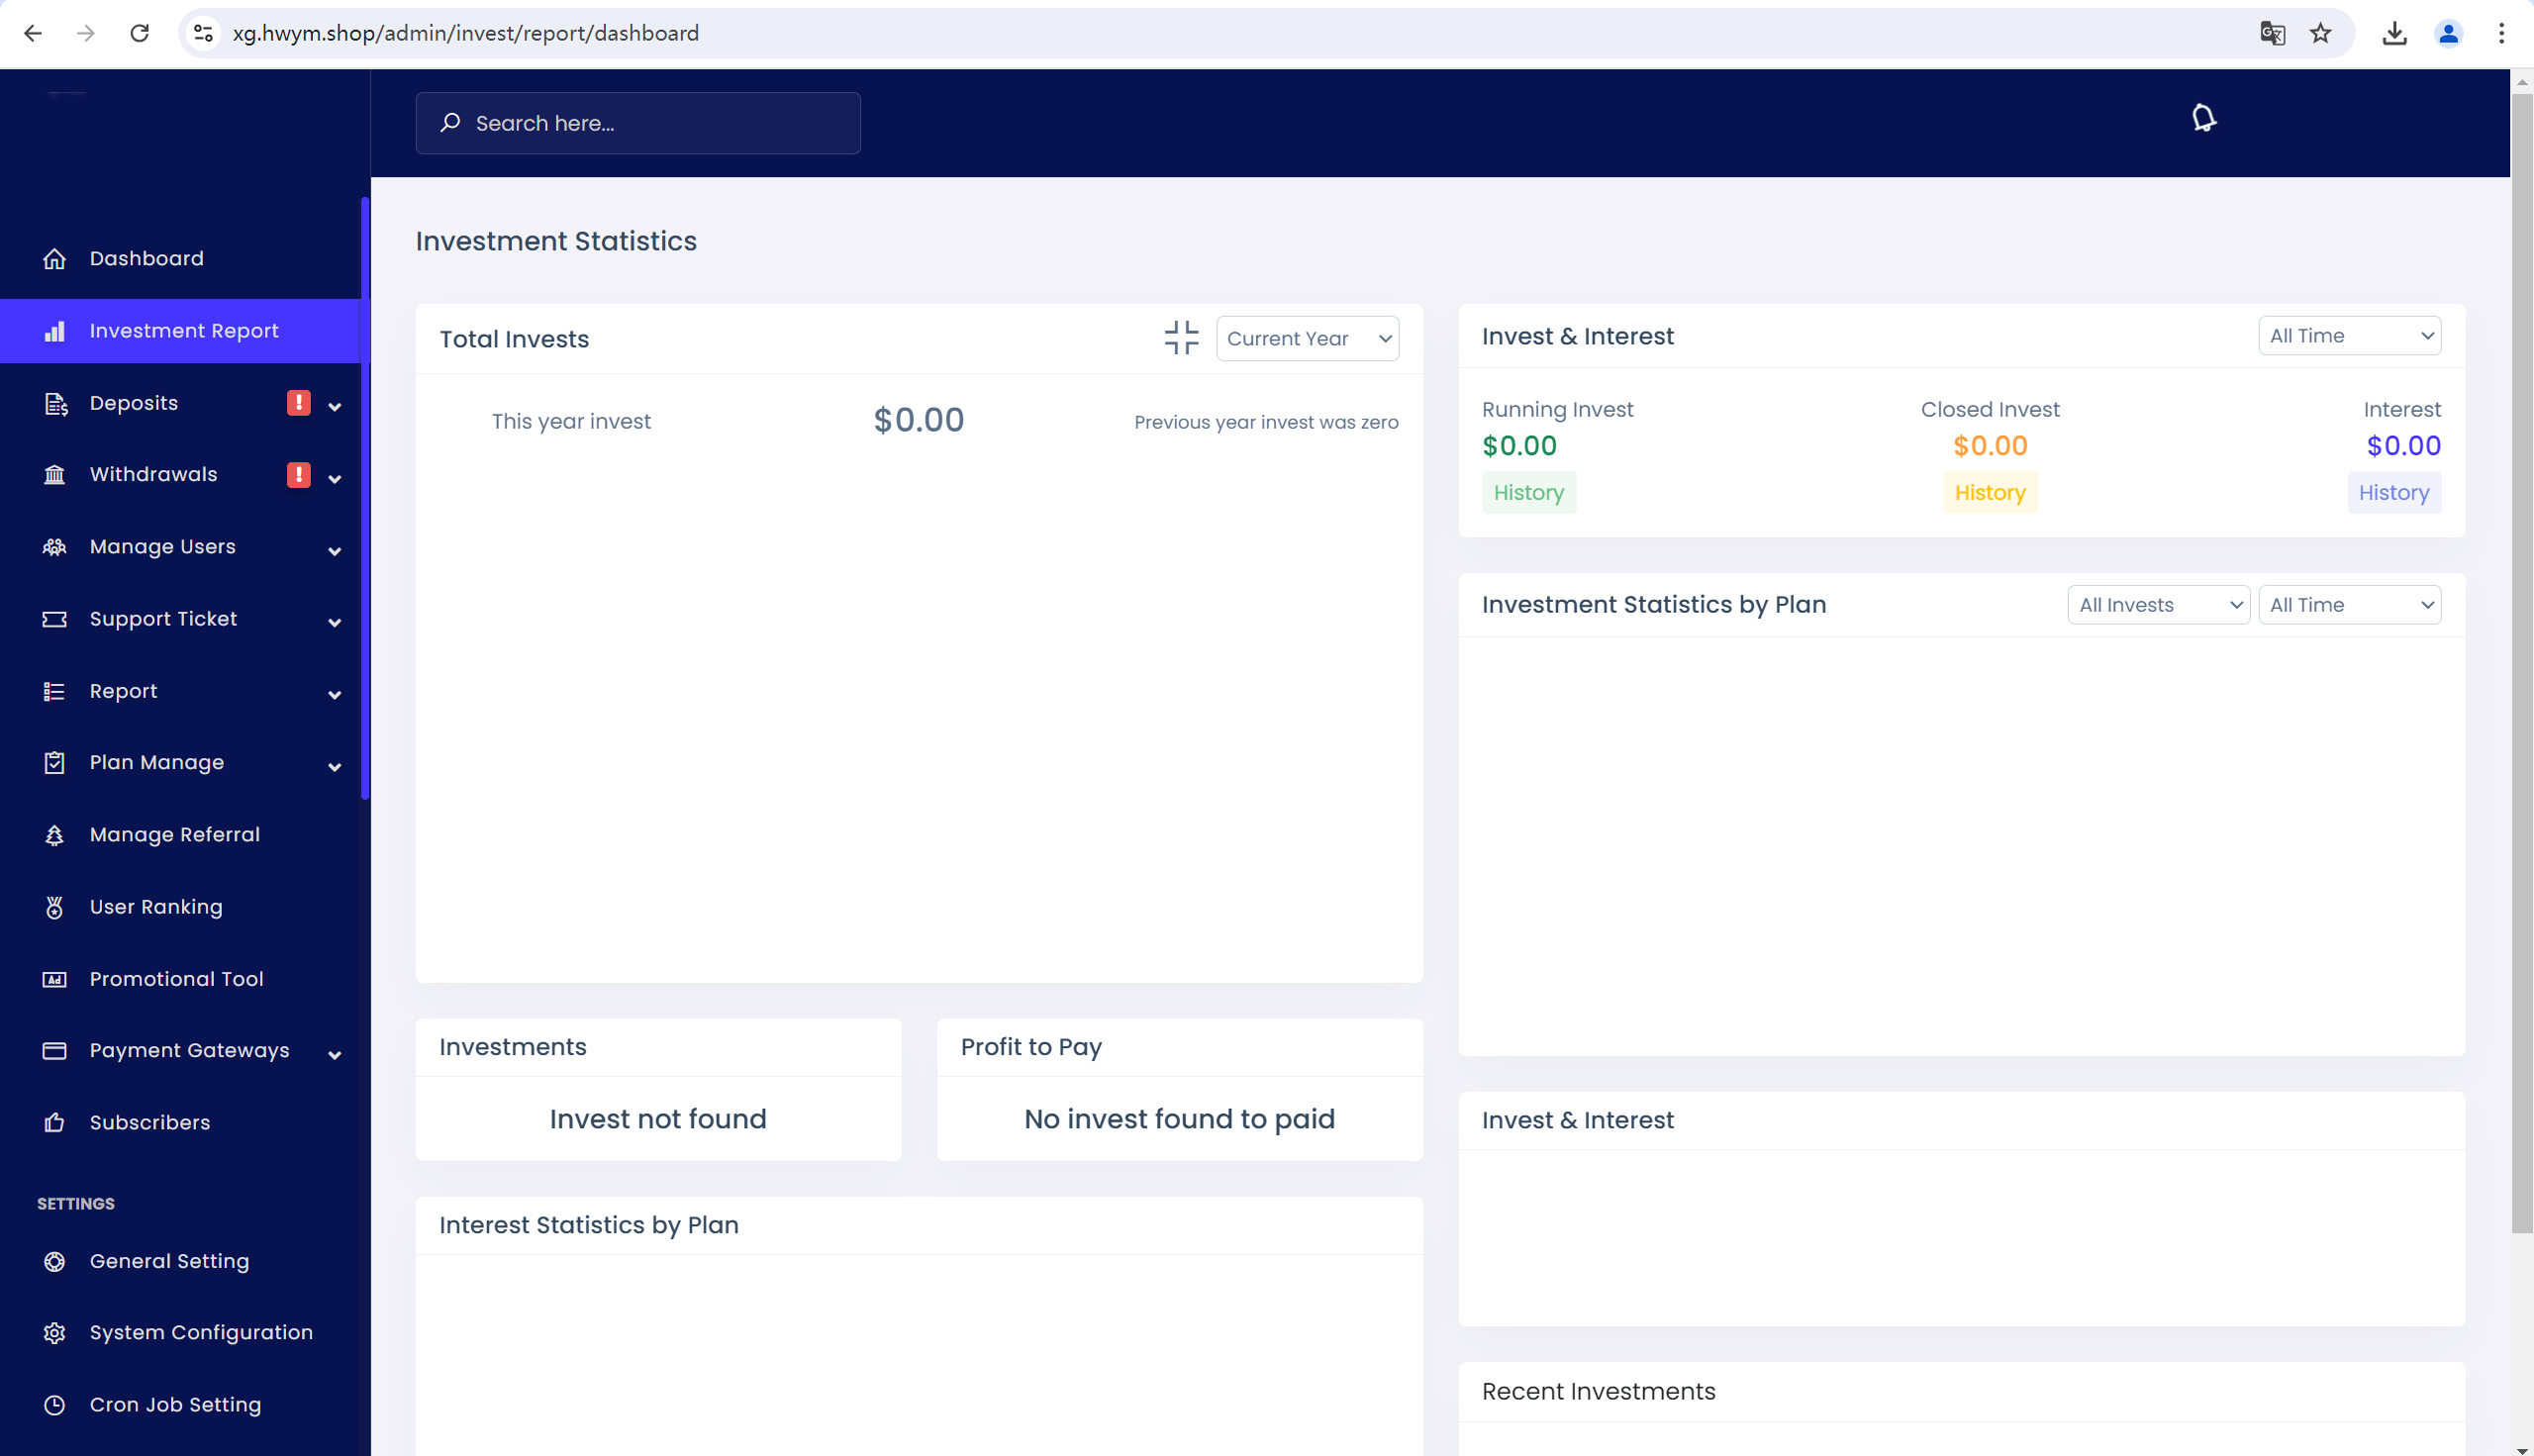 xg.hwym.shop/admin/invest/report/dashboard
Search here...
Dashboard
Investment Report
Deposits
Withdrawals
Manage Users
Support Ticket
Report
Plan Manage
Manage Referral
User Ranking
Promotional Tool
Payment Gateways
Subscribers
SETTINGS
General Setting
System Configuration
Cron Job Setting
Investment Statistics
Total Invests
Current Year
This year invest
$0.00
Previous year invest was zero
Investments
Invest not found
Profit to Pay
No invest found to paid
Interest Statistics by Plan
Invest & Interest
All Time
Running Invest
$0.00
History
Closed Invest
$0.00
History
Interest
$0.00
History
Investment Statistics by Plan
All Invests
All Time
Invest & Interest
Recent Investments